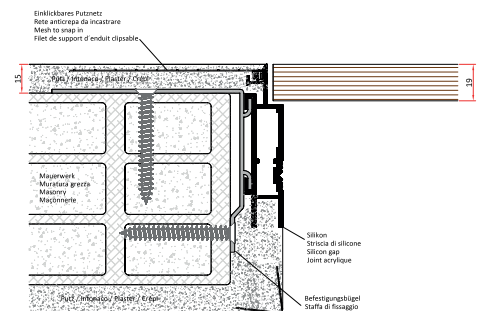 Einklickbares Putznetz
Rete anticrepa da incastrare
Mesh to snap in
Filet de support d´enduit clipsable
Putz / Intonaco / Plaster / Crépi
15
19
Mauerwerk
Muratura grezza
Masonry
Maçonnerie
Silikon
Striscia di silicone
Silicon gap
Joint acrylique
Putz / Intonaco / Plaster / Crépi
Befestigungsbügel
Staffa di fissaggio